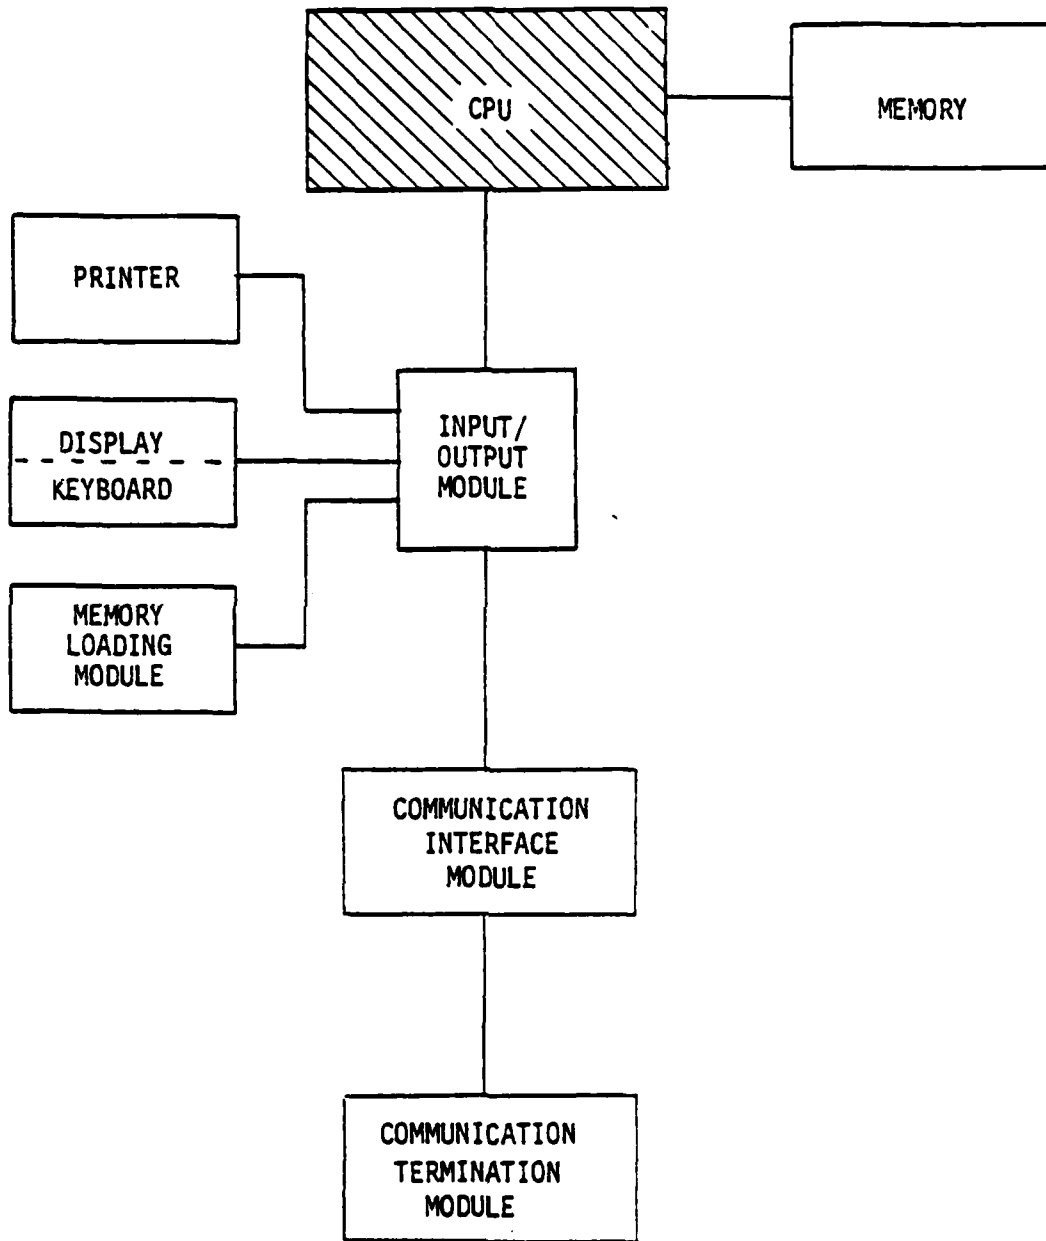 CPU
MEMORY
PRINTER
DISPLAY
KEYBOARD
INPUT/
OUTPUT
MODULE
MEMORY
LOADING
MODULE
COMMUNICATION
INTERFACE
MODULE
COMMUNICATION
TERMINATION
MODULE